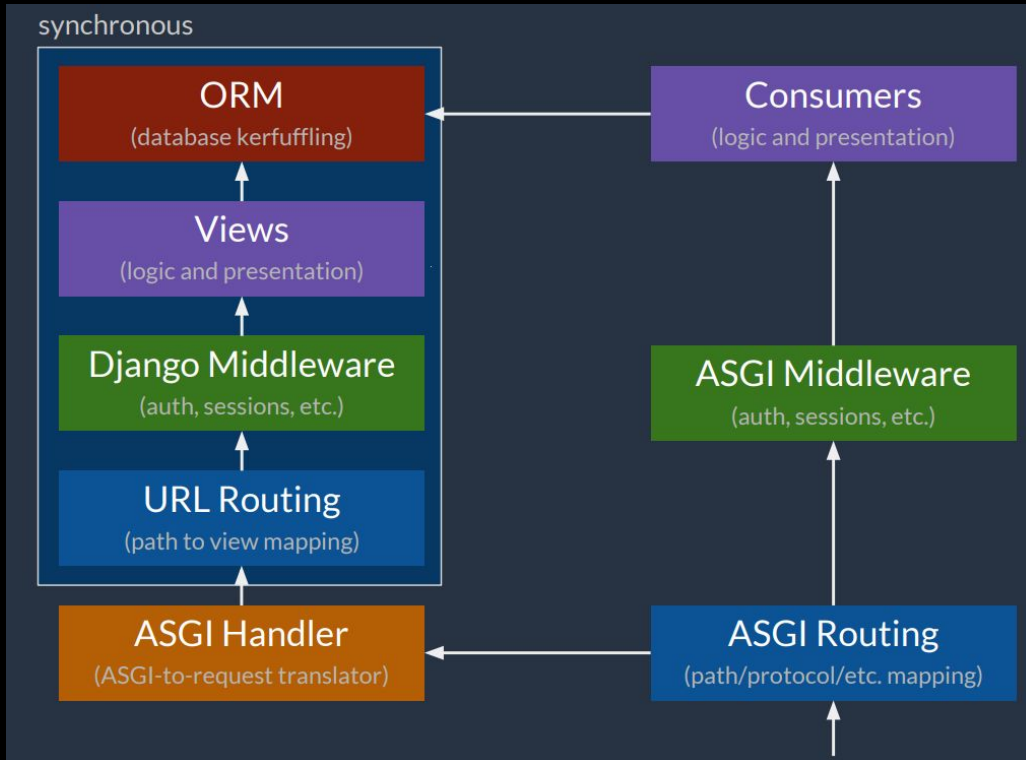 synchronous
ORM
(database kerfuffling)
Consumers
(logic and presentation)
Views
(logic and presentation)
Django Middleware
(auth, sessions, etc.)
ASGI Middleware
(auth, sessions, etc.)
URL Routing
(path to view mapping)
ASGI Handler
(ASGI-to-request translator)
ASGI Routing
(path/protocol/etc. mapping)